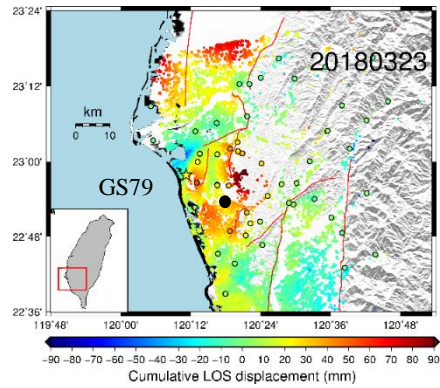 23˚24'
20180323
23˚12'
km
0 10
23˚00'
GS79
22˚48'
22˚36'
119˚48' 120˚00' 120˚12' 120˚24' 120˚36' 120˚48'
−90 −80 −70 −60 −50 −40 −30 −20 −10 0 10 20 30 40 50 60 70 80 90
Cumulative LOS displacement (mm)